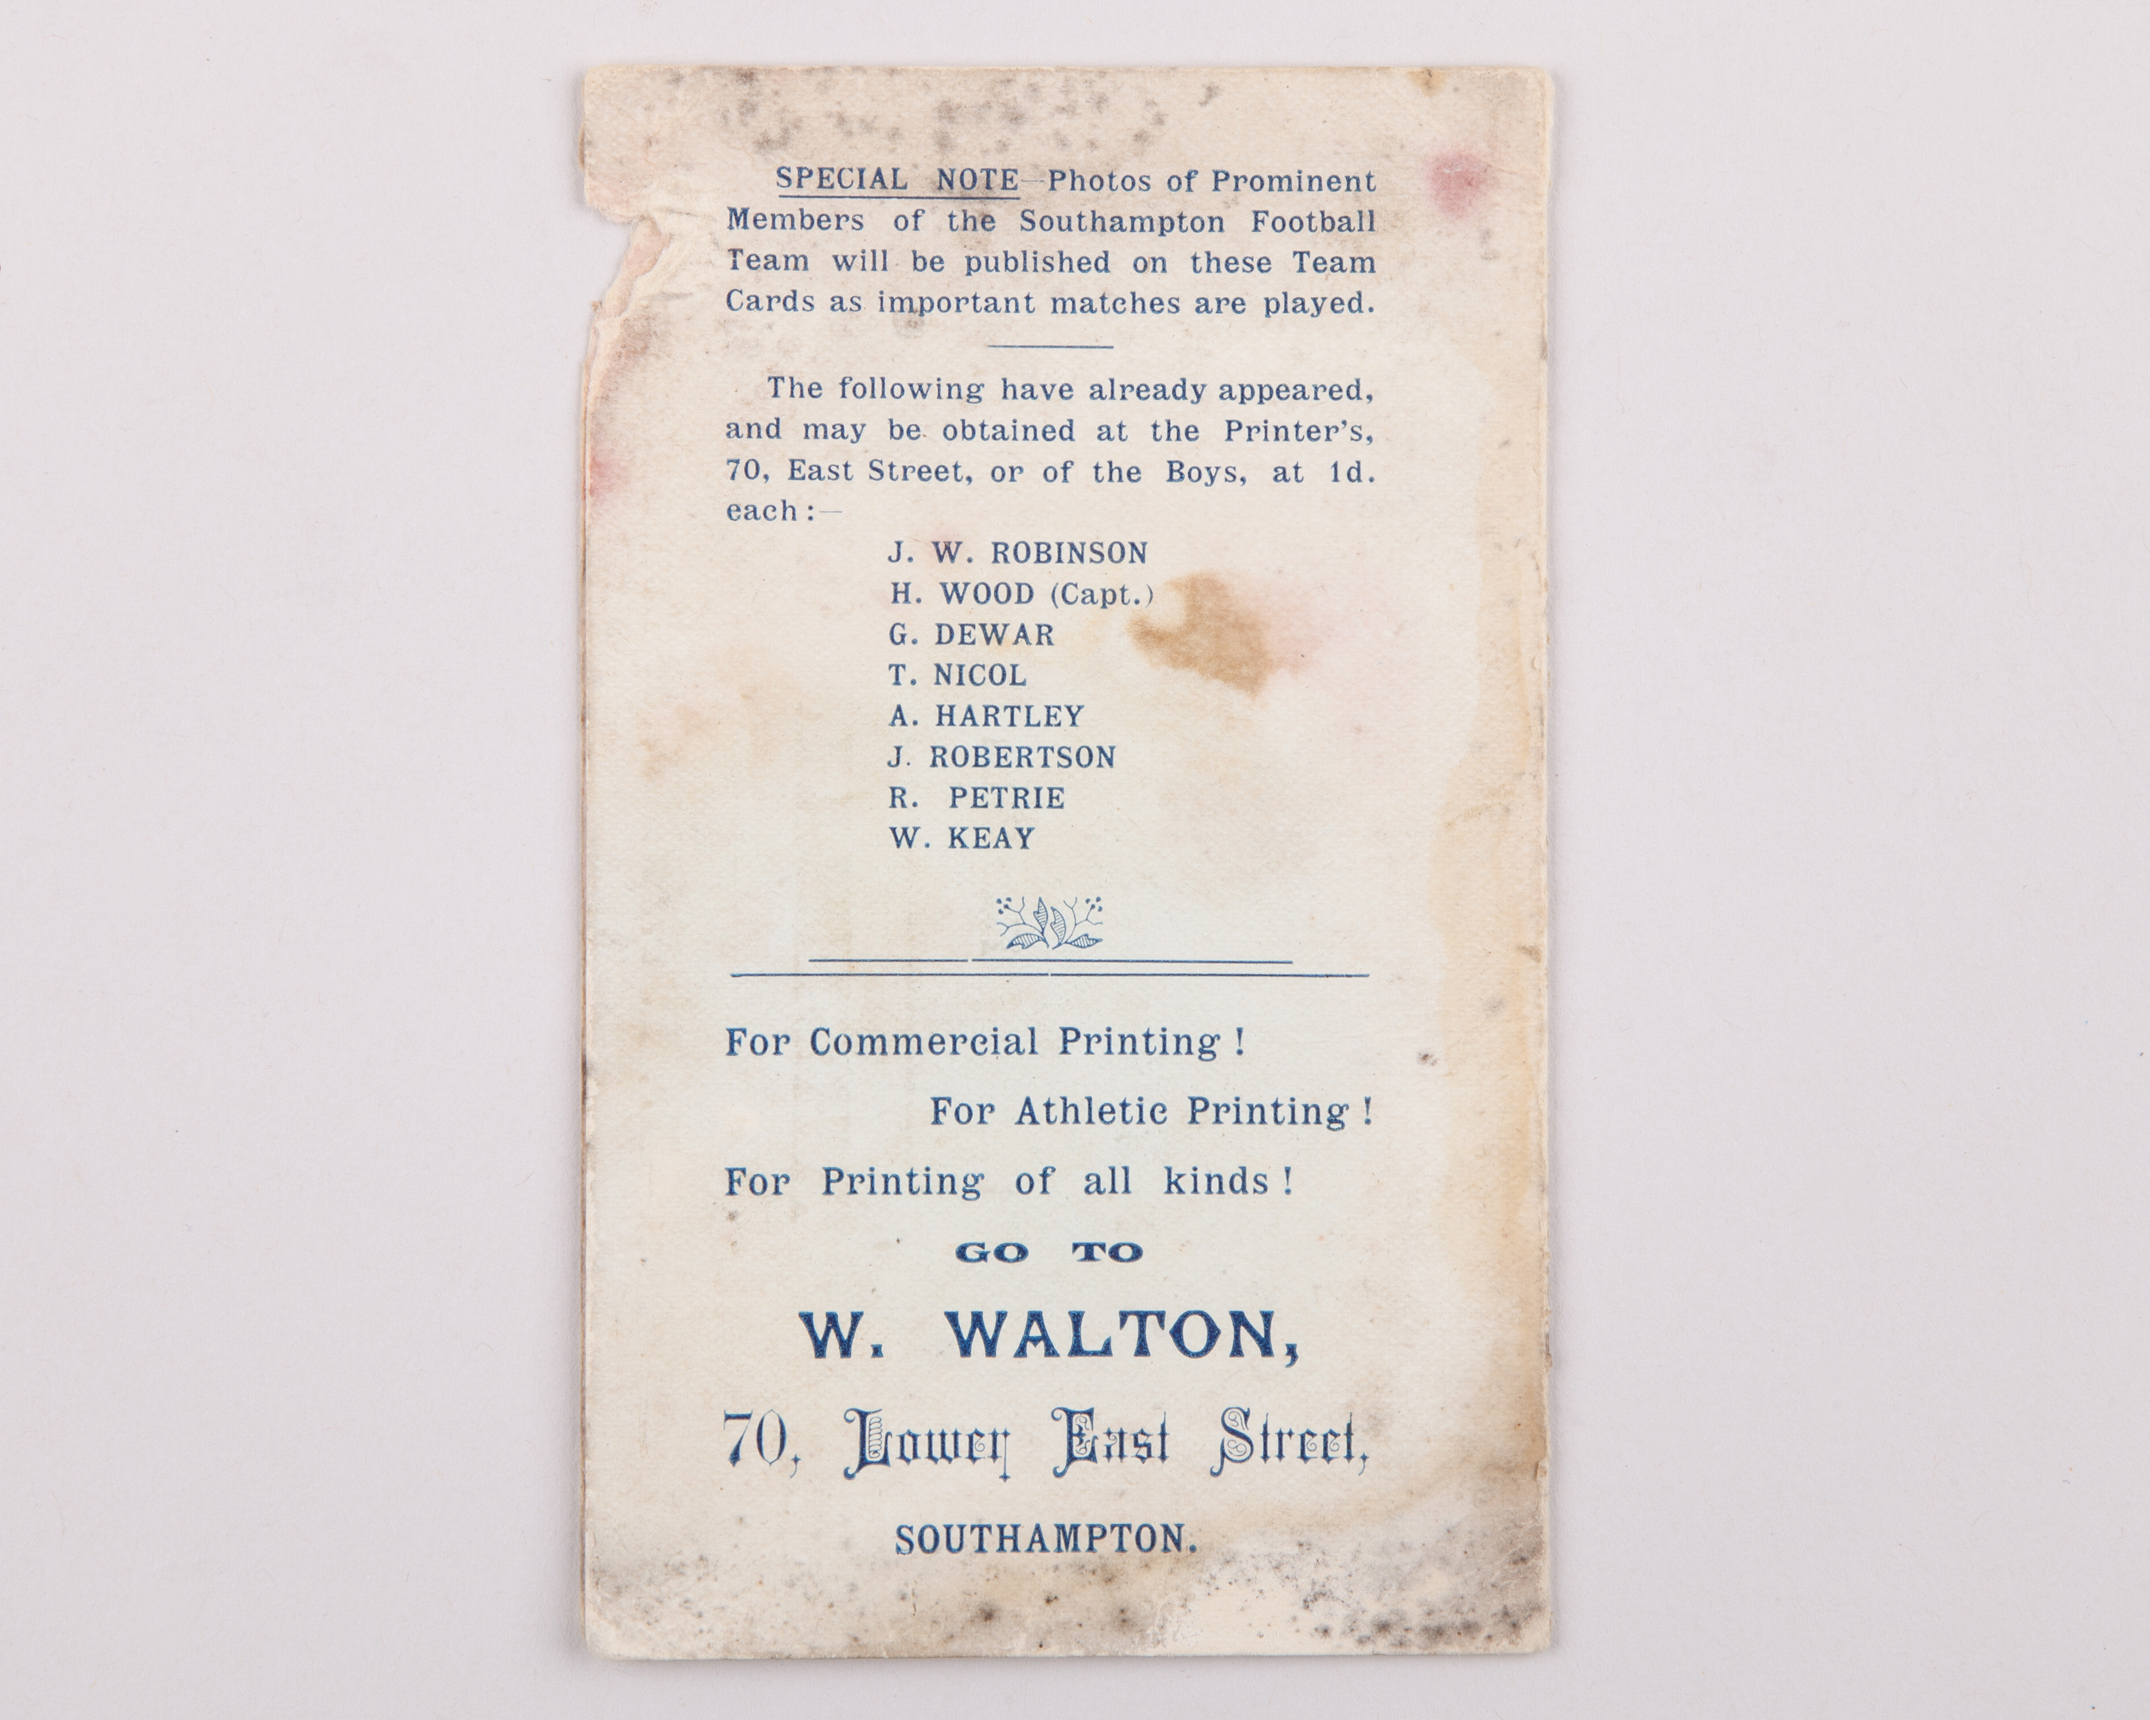 SPECIAL NOTE—Photos of Prominent
Members of the Southampton Football
Team will be published on these Team
Cards as important matches are played.
The following have already appeared,
and may be obtained at the Printer's,
70, East Street, or of the Boys, at 1d.
each:—
J. W. ROBINSON
H. WOOD (Capt.)
G. DEWAR
T. NICOL
A. HARTLEY
J. ROBERTSON
R. PETRIE
W. KEAY
For Commercial Printing!
For Athletic Printing!
For Printing of all kinds!
GO TO
W. WALTON,
70, Lower East Street,
SOUTHAMPTON.